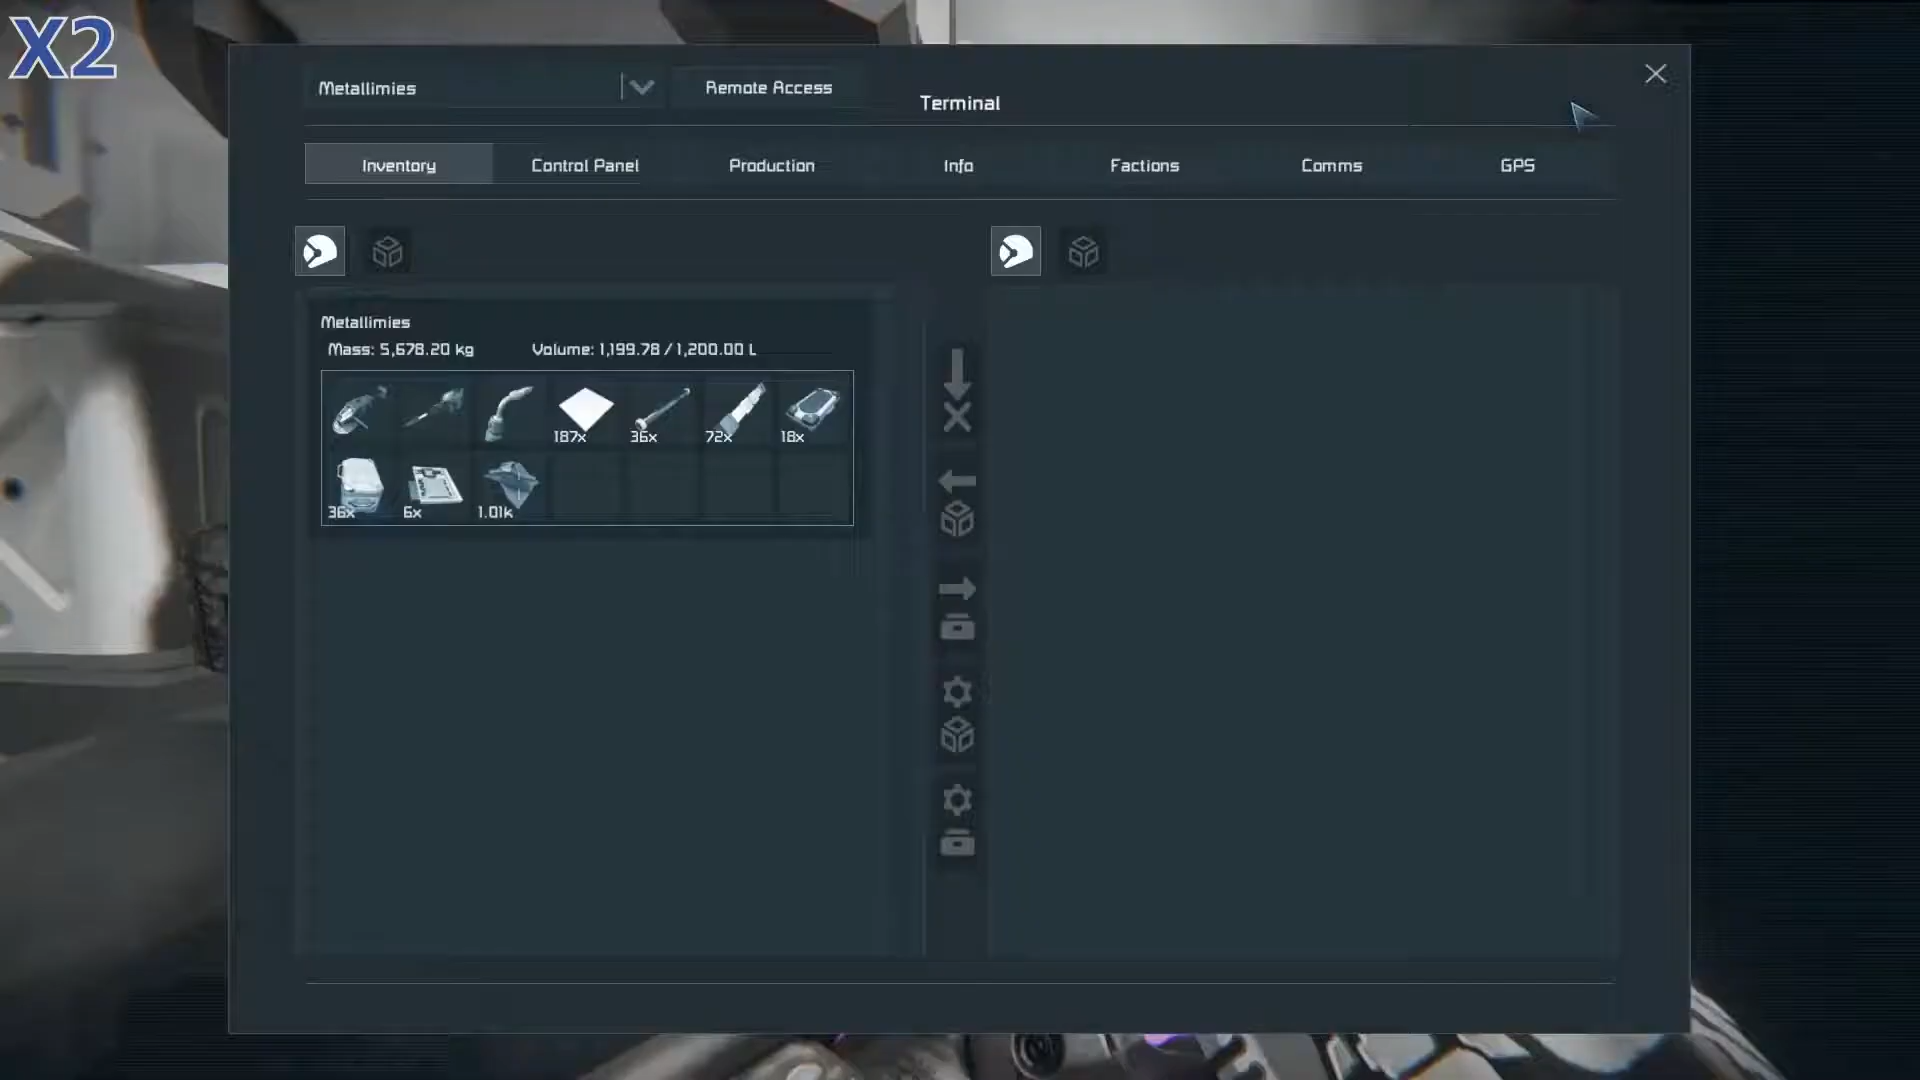 X2
Metallimies
Remote Access
Terminal
Inventory
Control Panel
Production
Info
Factions
Comms
GPS
Metallimies
Mass: 5,678.20 kg
Volume: 1,199.78 / 1,200.00 L
187x
36x
72x
18x
36x
6x
1.01k